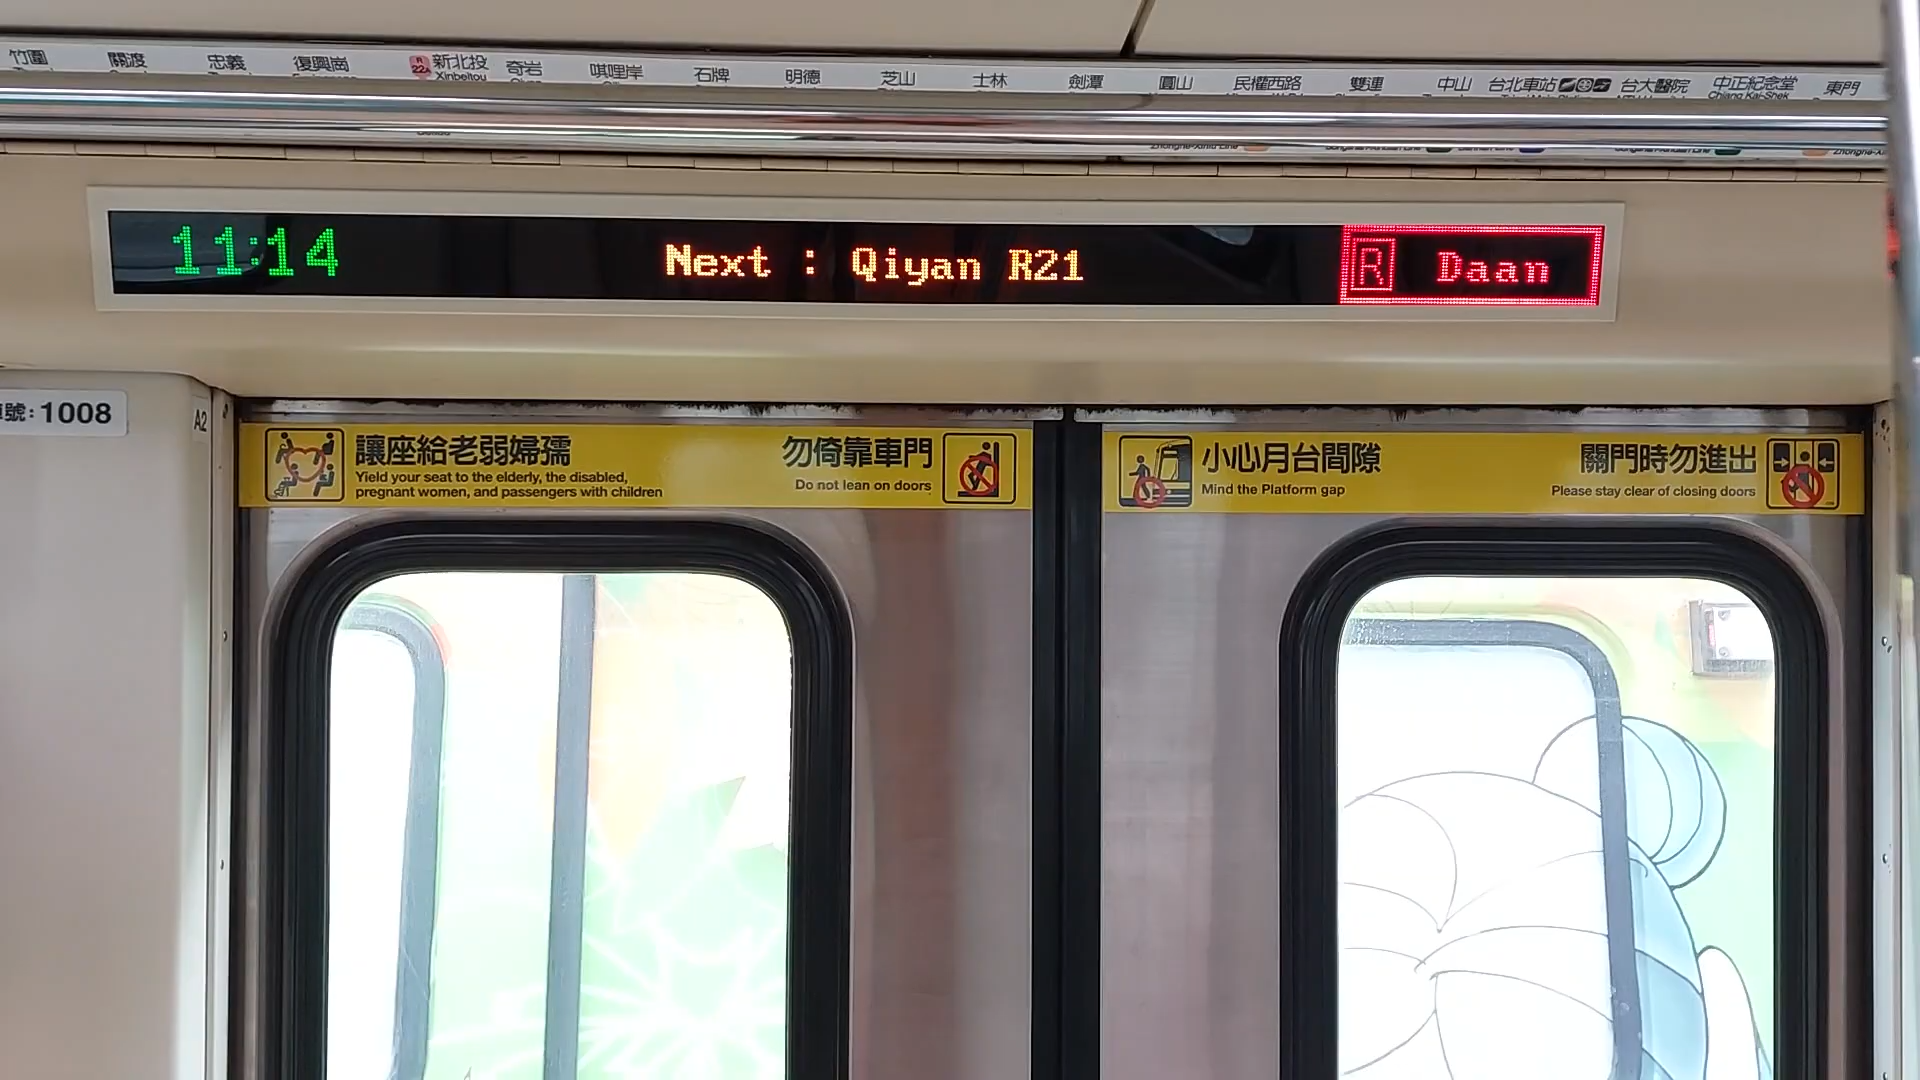 竹圍 關渡 忠義 復興崗 R 22A 新北投 奇岩 唭哩岸 石牌 明德 芝山 士林 劍潭 圓山 民權西路 雙連 中山 台北車站 台大醫院 中正紀念堂 東門
Xinbeitou Chiang Kai-Shek
Zhonghe-Xinlu Line
11:14 Next : Qiyan R21 R Daan
號: 1008
A2
讓座給老弱婦孺
Yield your seat to the elderly, the disabled,
pregnant women, and passengers with children
勿倚靠車門
Do not lean on doors
小心月台間隙
Mind the Platform gap
關門時勿進出
Please stay clear of closing doors